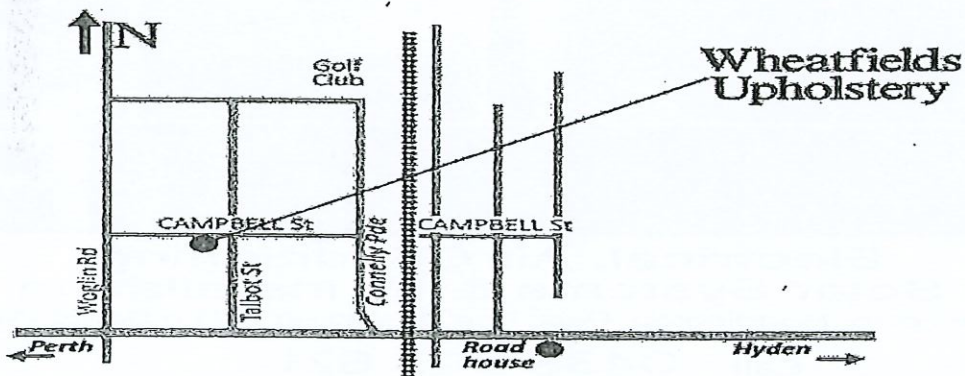 N
Golf
Club
Wheatfields
Upholstery
CAMPBELL St
CAMPBELL St
Woglin Rd
Talbot St
Connelly Pde
Perth
Road
house
Hyden